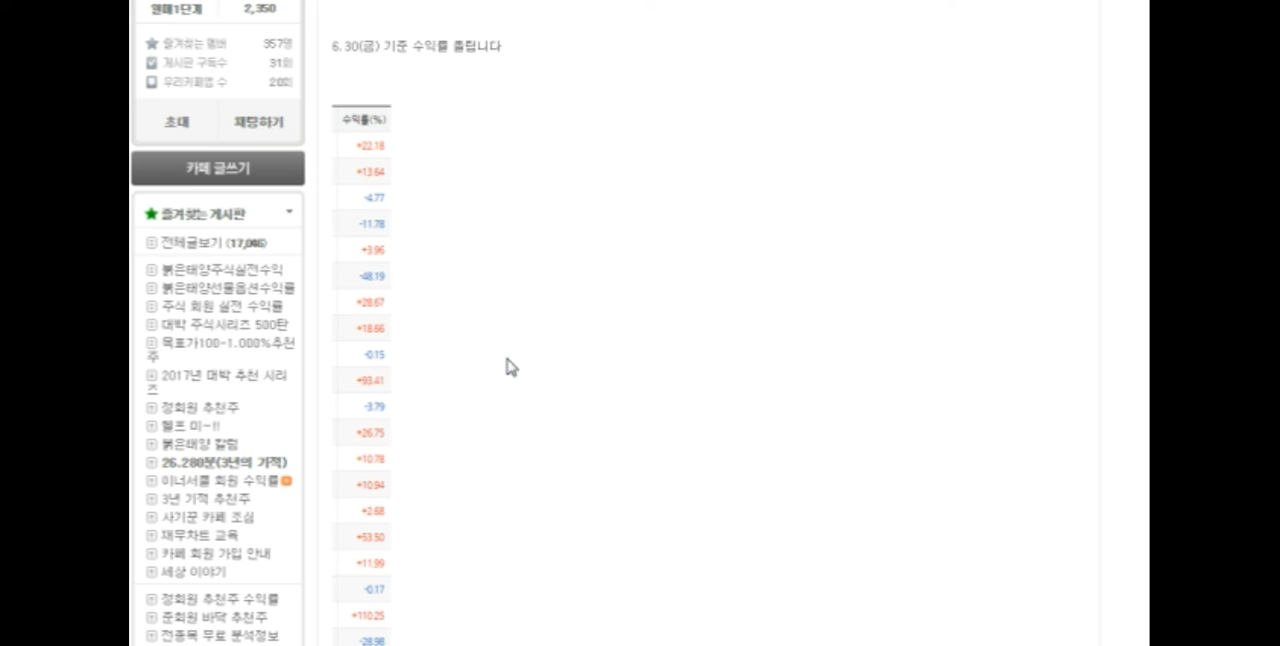 열매1단계 2,350
즐겨찾는 멤버 357명
게시판 구독수 31회
우리카페앱 수 28회
초대 채팅하기
카페 글쓰기
즐겨찾는 게시판
전체글보기 (17,046)
붉은태양주식실전수익
붉은태양선물옵션수익률
주식 회원 실전 수익률
대박 주식시리즈 500탄
목표가100-1.000%추천
주
2017년 대박 추천 시리
즈
정회원 추천주
헬프 미~!!
붉은태양 칼럼
26.280분(3년의 기적)
이너서클 회원 수익률
3년 기적 추천주
사기꾼 카페 조심
재무차트 교육
카페 회원 가입 안내
세상 이야기
정회원 추천주 수익률
준회원 바닥 추천주
전종목 무료 분석정보
6.30(금) 기준 수익률 올립니다
수익률(%)
+22.18
+13.64
-4.77
-11.78
+3.96
-48.19
+28.67
+18.66
-0.15
+93.41
-3.79
+26.75
+10.78
+10.94
+2.68
+53.50
+11.99
-0.17
+110.25
-28.98